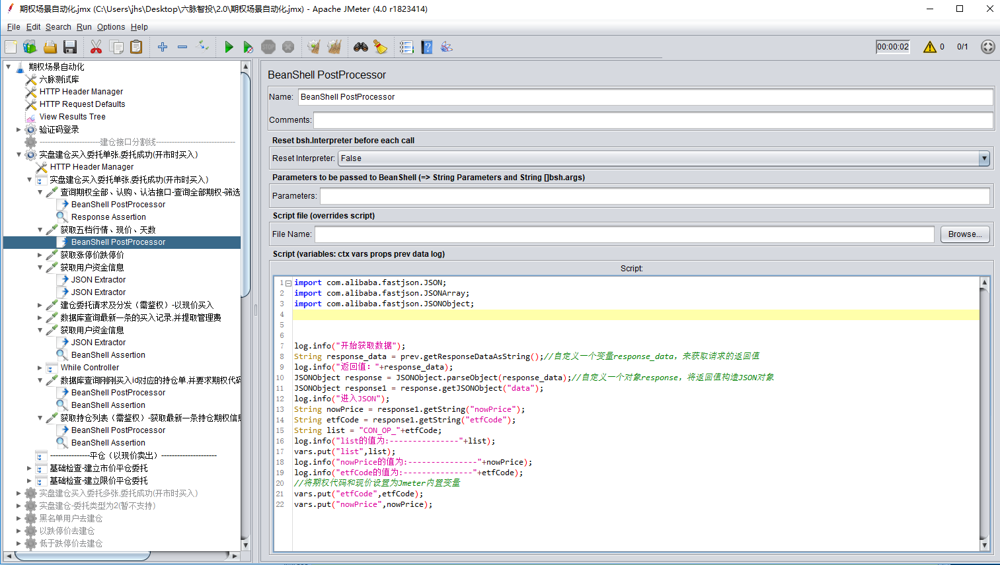 期权场景自动化.jmx (C:\Users\jhs\Desktop\六脉智投\2.0\期权场景自动化.jmx) - Apache JMeter (4.0 r1823414)
File Edit Search Run Options Help
00:00:02 0 0/1
期权场景自动化
六脉测试库
HTTP Header Manager
HTTP Request Defaults
View Results Tree
验证码登录
-----------------------建仓接口分割线------------------------------
实盘建仓买入委托单张,委托成功(开市时买入)
HTTP Header Manager
实盘建仓买入委托单张,委托成功(开市时买入)
查询期权全部、认购、认沽接口-查询全部期权-筛选
BeanShell PostProcessor
Response Assertion
获取五档行情、现价、天数
BeanShell PostProcessor
获取涨停价跌停价
获取用户资金信息
JSON Extractor
JSON Extractor
建仓委托请求及分发（需鉴权）-以现价买入
数据库查询最新一条的买入记录,并提取管理费
获取用户资金信息
JSON Extractor
BeanShell Assertion
While Controller
数据库查询刚刚买入id对应的持仓单,并要求期权代码
BeanShell PostProcessor
BeanShell Assertion
获取持仓列表（需鉴权）-获取最新一条持仓期权信息
BeanShell PostProcessor
BeanShell Assertion
---------------平仓（以现价卖出）---------------------
基础检查-建立市价平仓委托
基础检查-建立限价平仓委托
实盘建仓买入委托多张,委托成功(开市时买入)
实盘建仓-委托类型为2(暂不支持)
黑名单用户去建仓
以跌停价去建仓
低于跌停价去建仓
BeanShell PostProcessor
Name: BeanShell PostProcessor
Comments:
Reset bsh.Interpreter before each call
Reset Interpreter: False
Parameters to be passed to BeanShell (=> String Parameters and String []bsh.args)
Parameters:
Script file (overrides script)
File Name: Browse...
Script (variables: ctx vars props prev data log)
Script:
1 import com.alibaba.fastjson.JSON;
2 import com.alibaba.fastjson.JSONArray;
3 import com.alibaba.fastjson.JSONObject;
4
5
6
7 log.info("开始获取数据");
8 String response_data = prev.getResponseDataAsString();//自定义一个变量response_data，来获取请求的返回值
9 log.info("返回值："+response_data);
10 JSONObject response = JSONObject.parseObject(response_data);//自定义一个对象response，将返回值构造JSON对象
11 JSONObject response1 = response.getJSONObject("data");
12 log.info("进入JSON");
13 String nowPrice = response1.getString("nowPrice");
14 String etfCode = response1.getString("etfCode");
15 String list = "CON_OP_"+etfCode;
16 log.info("list的值为:---------------"+list);
17 vars.put("list",list);
18 log.info("nowPrice的值为:---------------"+nowPrice);
19 log.info("etfCode的值为:---------------"+etfCode);
20 //将期权代码和现价设置为Jmeter内置变量
21 vars.put("etfCode",etfCode);
22 vars.put("nowPrice",nowPrice);